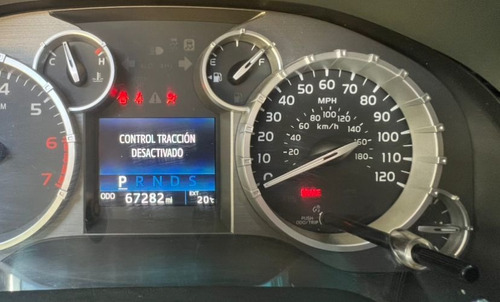 C H
E F
4
5
6
7
CONTROL TRACCIÓN
DESACTIVADO
P R N D S
ODO 67282 mi EXT 20°c
0 10 20 30 40 50 60 70 80 90 100 110 120
MPH
20 40 60 80 100 120 140 160 180
km/h
PUSH
ODO/TRIP